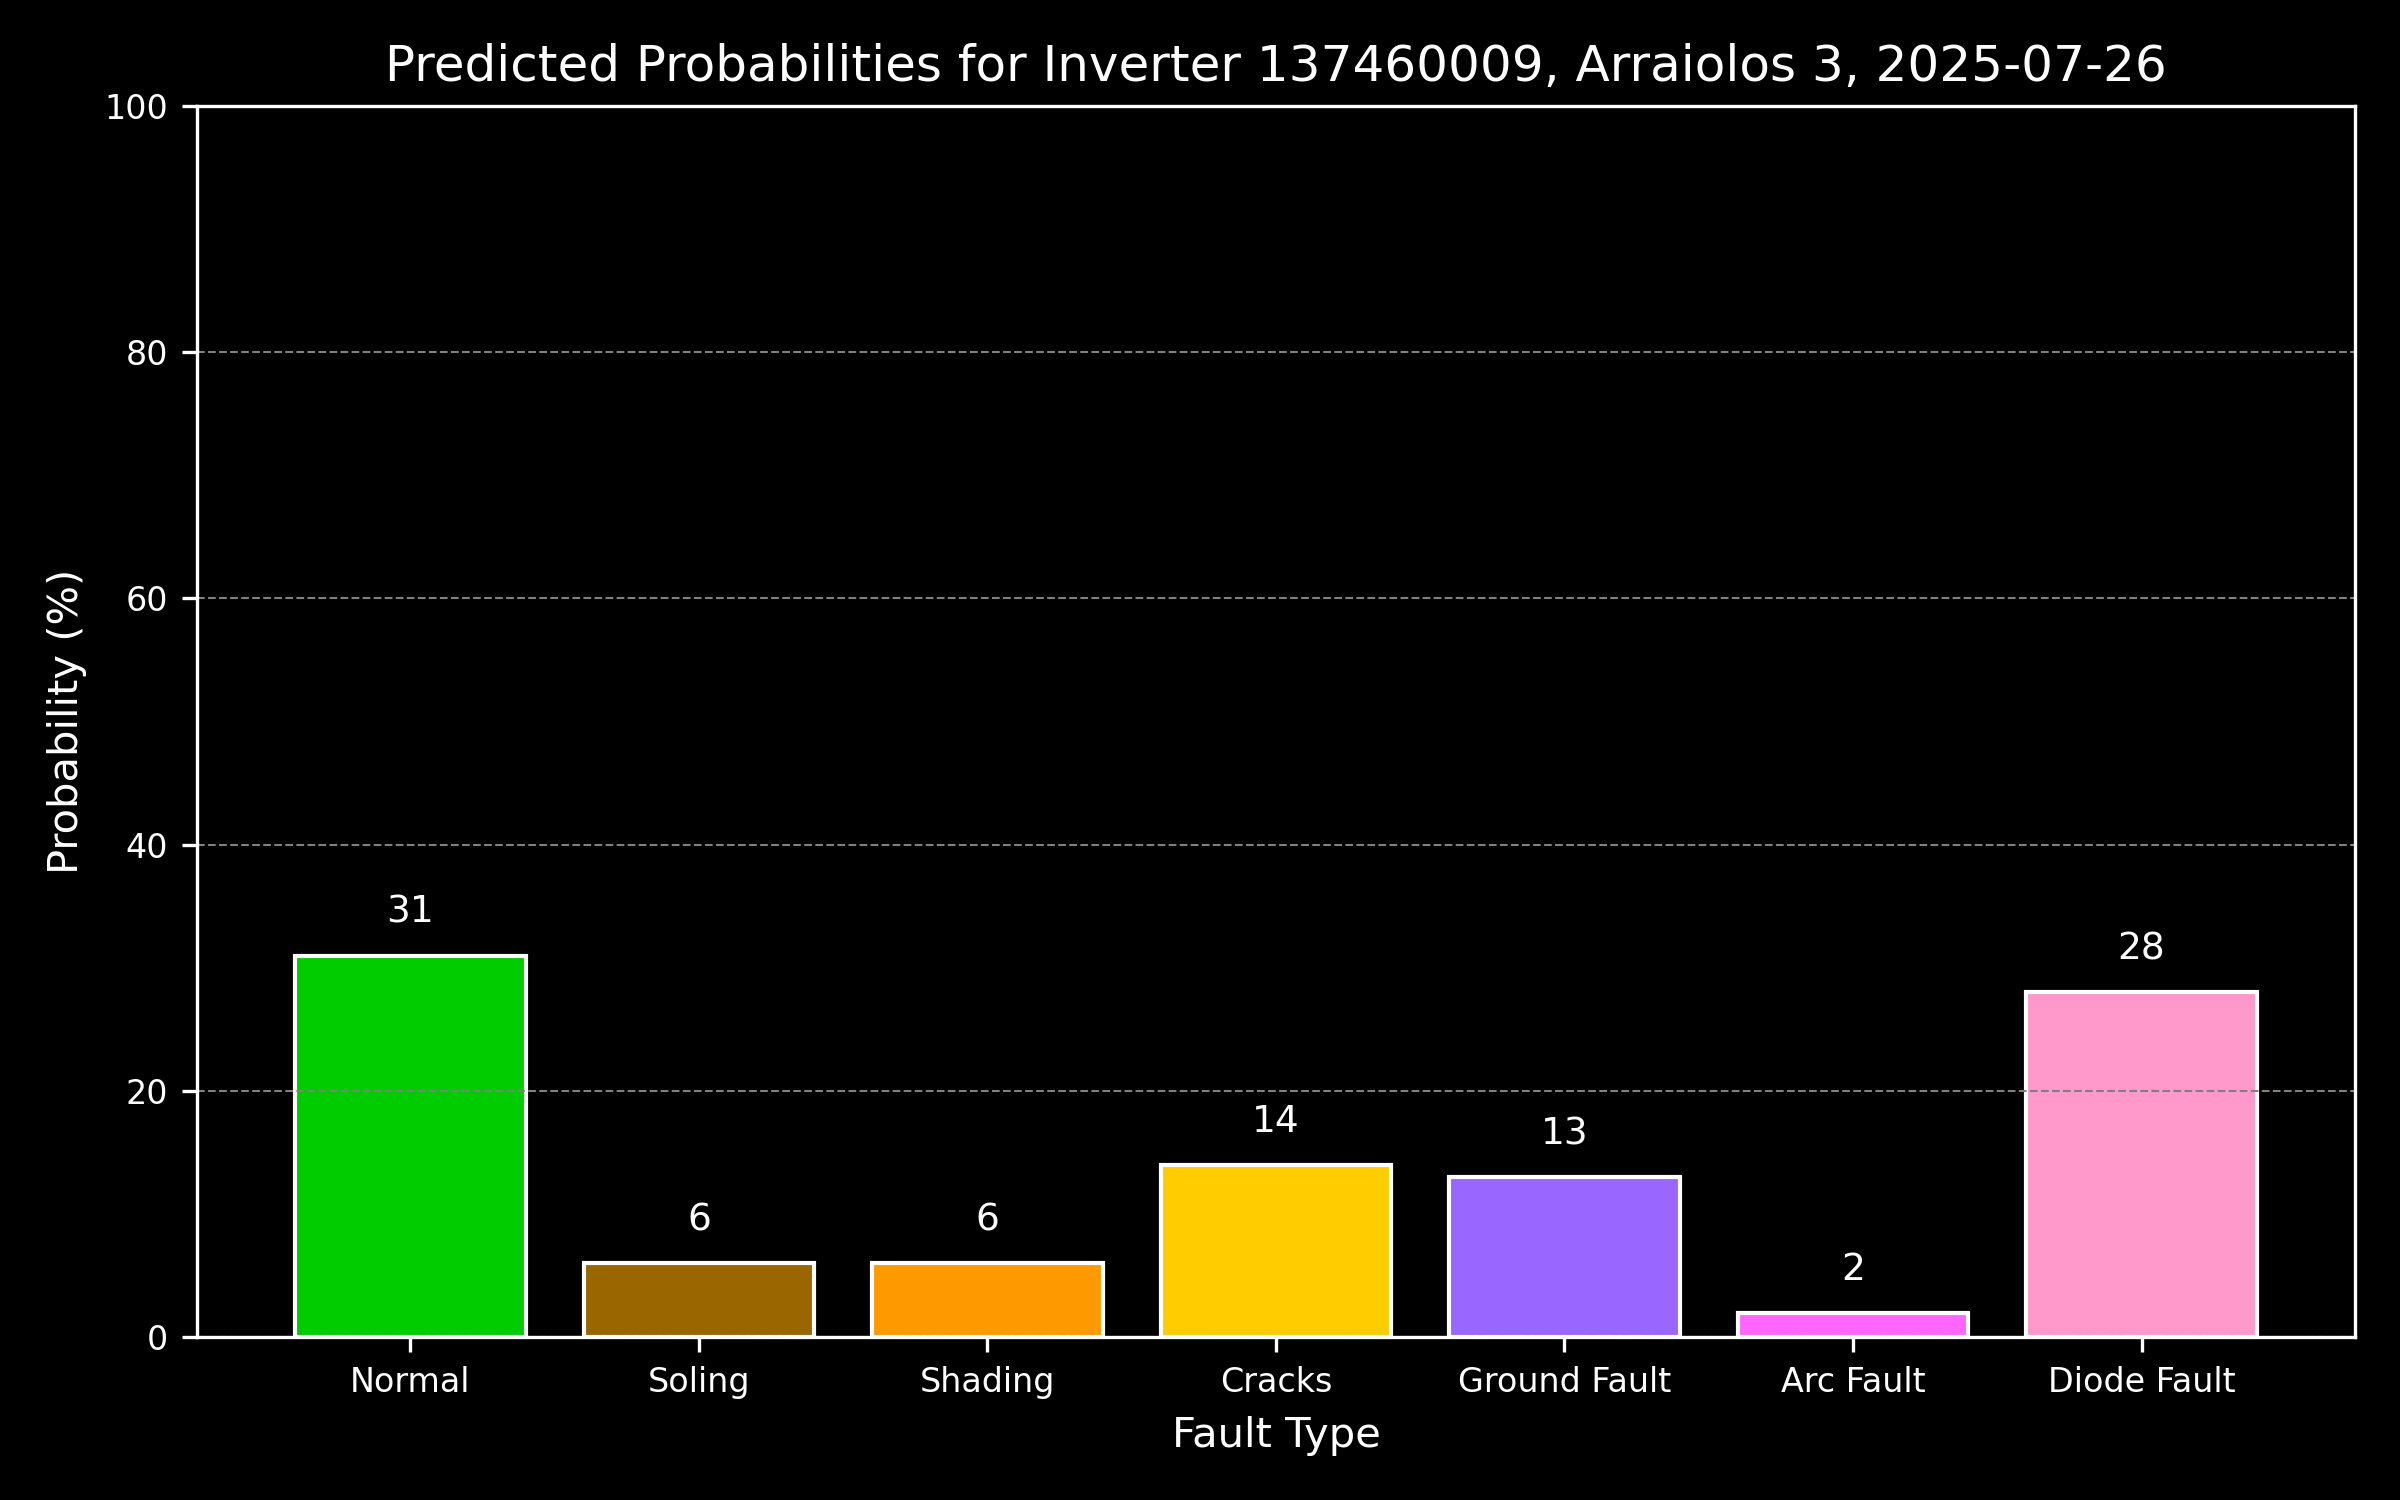 Predicted Probabilities for Inverter 137460009, Arraiolos 3, 2025-07-26
100
80
60
40
20
0
Probability (%)
31
6
6
14
13
2
28
Normal
Soling
Shading
Cracks
Ground Fault
Arc Fault
Diode Fault
Fault Type